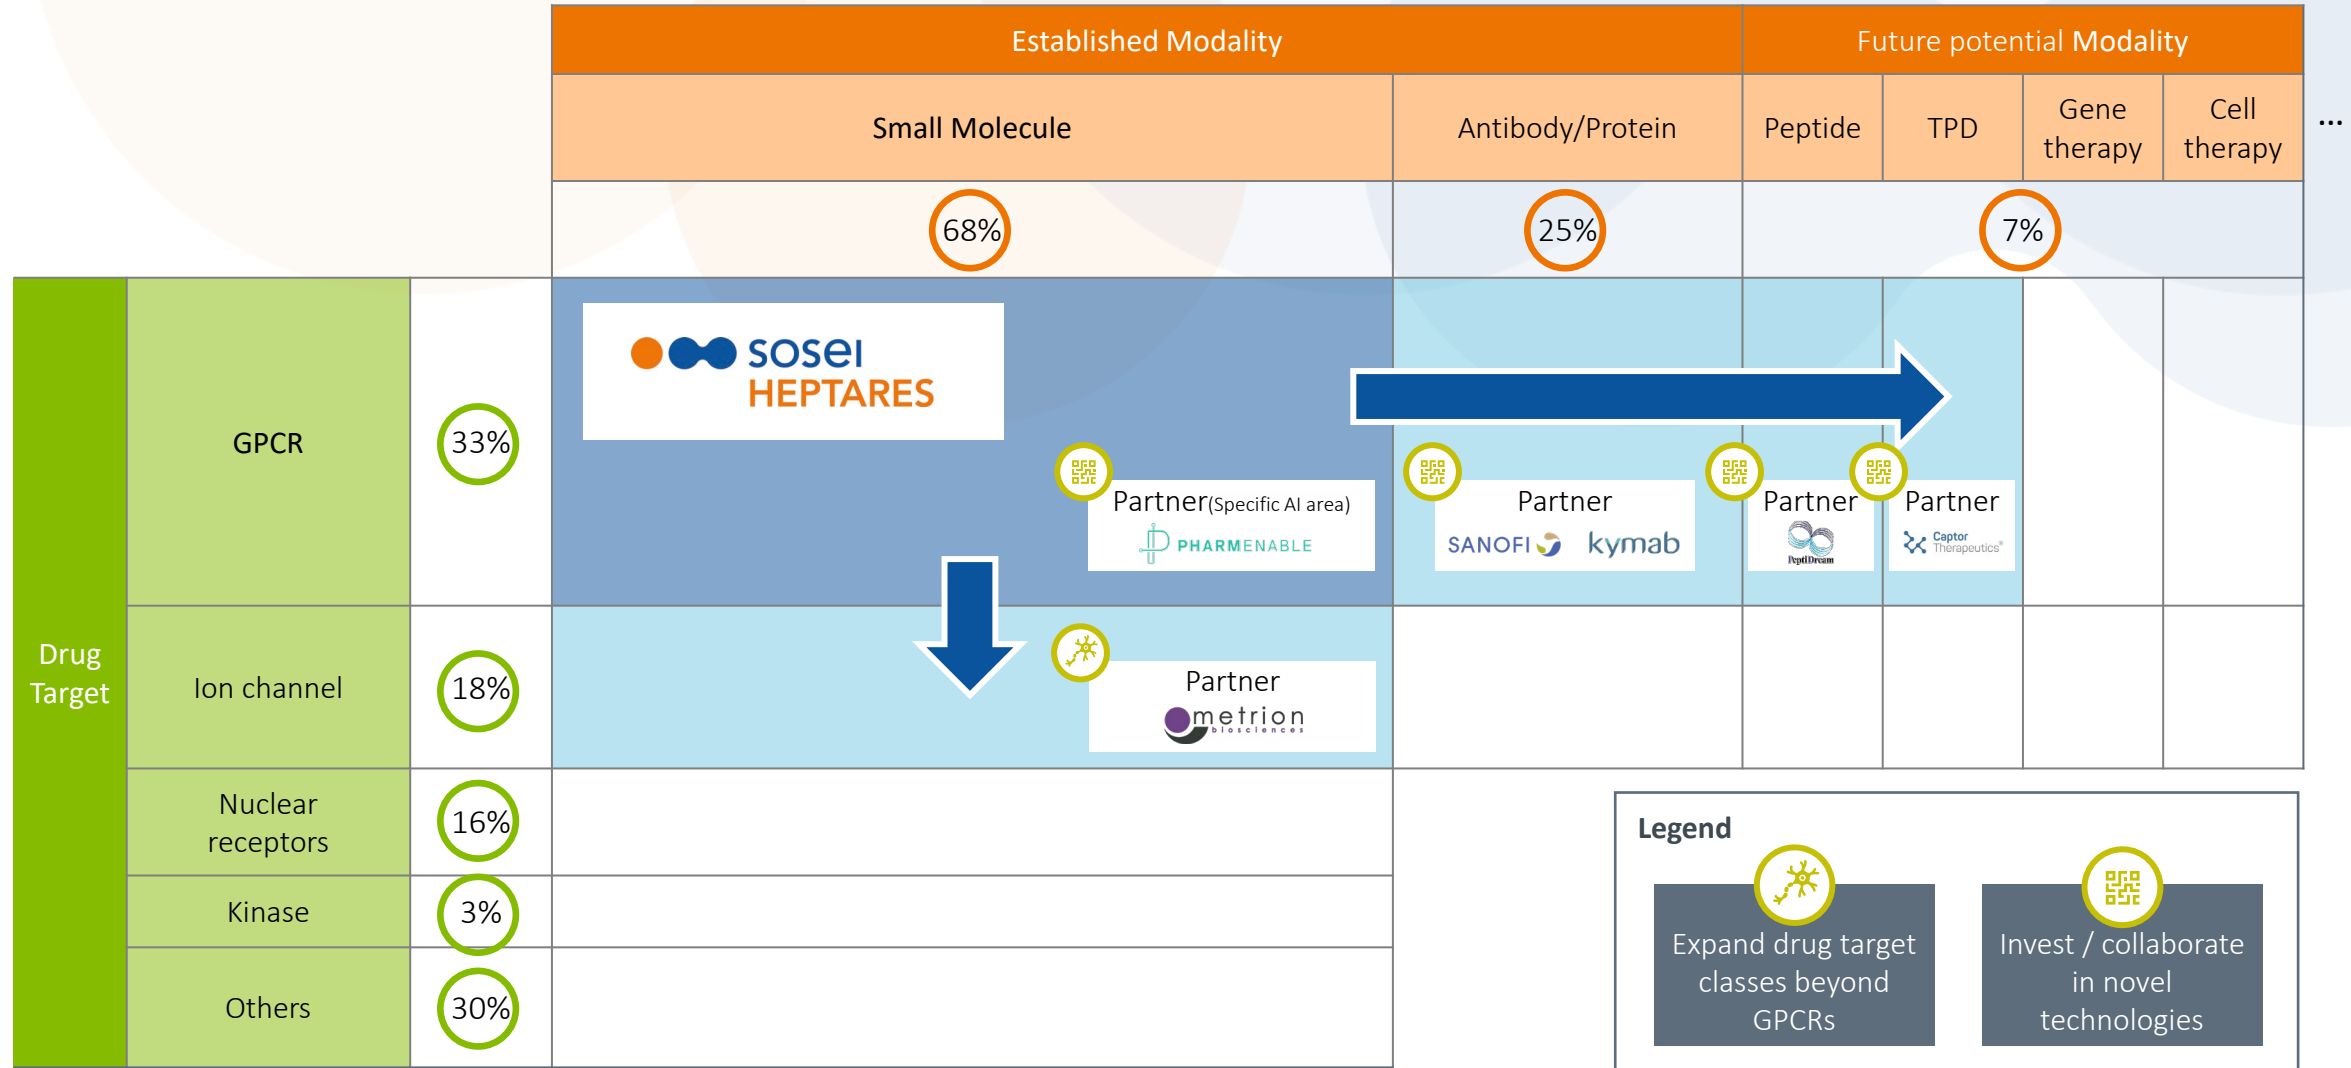 Established Modality
Future potential Modality
Small Molecule
Antibody/Protein
Peptide
TPD
Gene
therapy
Cell
therapy
...
68%
25%
7%
Drug
Target
GPCR
33%
sosei
HEPTARES
Partner(Specific AI area)
PHARMENABLE
Partner
SANOFI
kymab
Partner
PeptiDream
Partner
Captor
Therapeutics®
Ion channel
18%
Partner
metrion
biosciences
Nuclear
receptors
16%
Kinase
3%
Others
30%
Legend
Expand drug target
classes beyond
GPCRs
Invest / collaborate
in novel
technologies